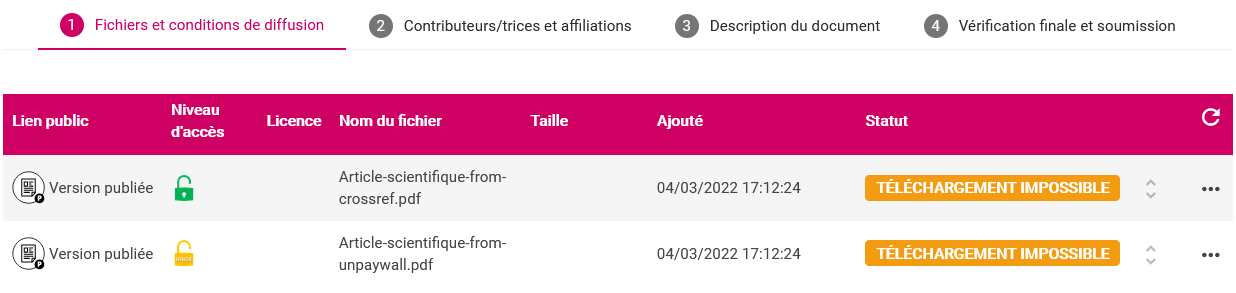 1 Fichiers et conditions de diffusion 2 Contributeurs/trices et affiliations 3 Description du document 4 Vérification finale et soumission
Lien public Niveau d'accès Licence Nom du fichier Taille Ajouté Statut
P Version publiée Article-scientifique-from-crossref.pdf 04/03/2022 17:12:24 TÉLÉCHARGEMENT IMPOSSIBLE
P Version publiée UNIGE Article-scientifique-from-unpaywall.pdf 04/03/2022 17:12:24 TÉLÉCHARGEMENT IMPOSSIBLE